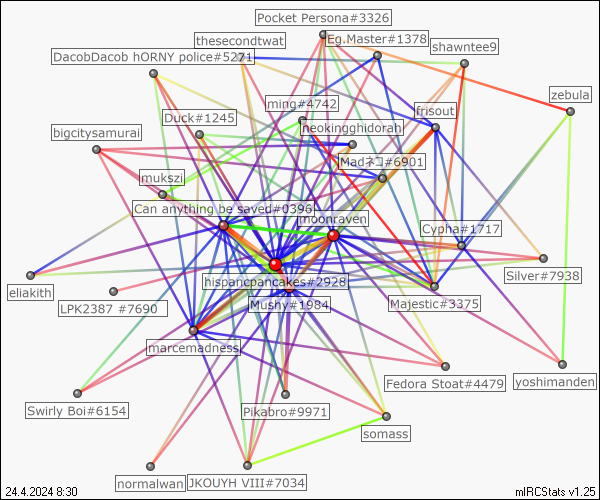 Pocket Persona#3326
thesecondtwat
Eg.Master#1378
shawntee9
DacobDacob hORNY police#5271
zebula
ming#4742
frisout
Duck#1245
neokingghidorah
bigcitysamurai
Madネコ#6901
mukszi
Can anything be saved#0396
moonraven
Cypha#1717
hispanicpancakes#2928
Silver#7938
eliakith
LPK2387 #7690
Mushy#1984
Majestic#3375
marcemadness
Fedora Stoat#4479
yoshimanden
Swirly Boi#6154
Pikabro#9971
somass
normalwan
JKOUYH VIII#7034
24.4.2024 8:30
mIRCStats v1.25